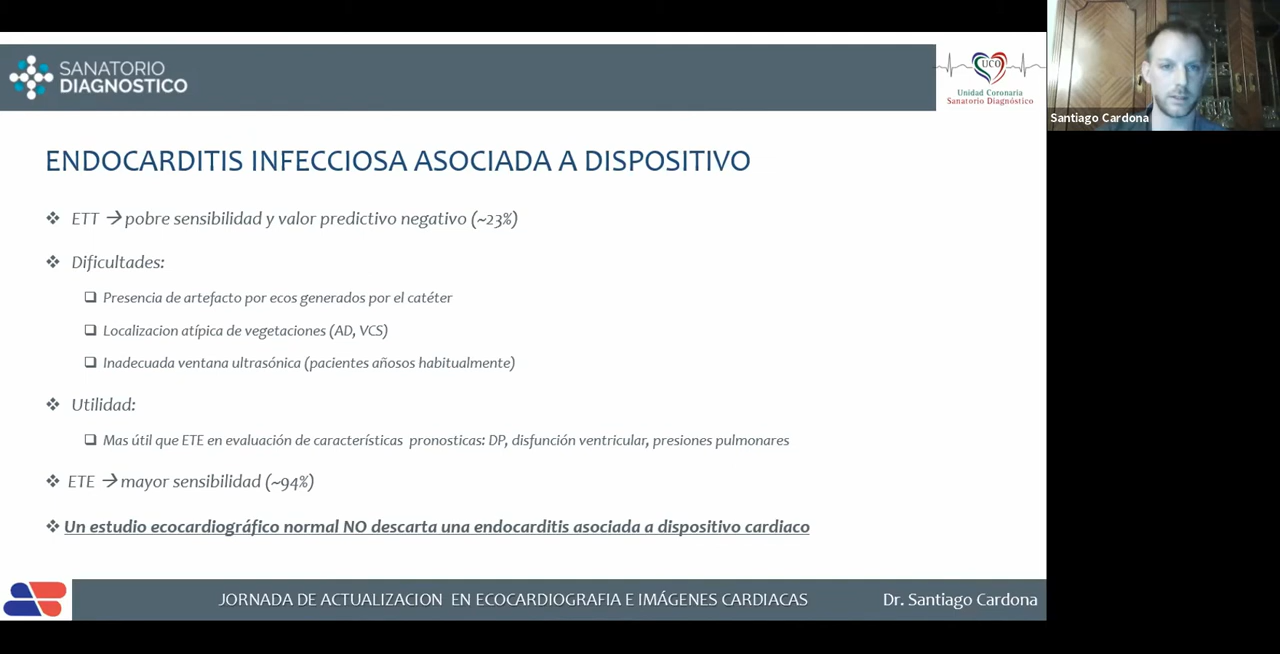 SANATORIO
DIAGNOSTICO
UCO
Unidad Coronaria
Sanatorio Diagnóstico
Santiago Cardona
ENDOCARDITIS INFECCIOSA ASOCIADA A DISPOSITIVO
❖ ETT → pobre sensibilidad y valor predictivo negativo (~23%)
❖ Dificultades:
❑ Presencia de artefacto por ecos generados por el catéter
❑ Localizacion atípica de vegetaciones (AD, VCS)
❑ Inadecuada ventana ultrasónica (pacientes añosos habitualmente)
❖ Utilidad:
❑ Mas útil que ETE en evaluación de características pronosticas: DP, disfunción ventricular, presiones pulmonares
❖ ETE → mayor sensibilidad (~94%)
❖ Un estudio ecocardiográfico normal NO descarta una endocarditis asociada a dispositivo cardiaco
JORNADA DE ACTUALIZACION EN ECOCARDIOGRAFIA E IMÁGENES CARDIACAS
Dr. Santiago Cardona